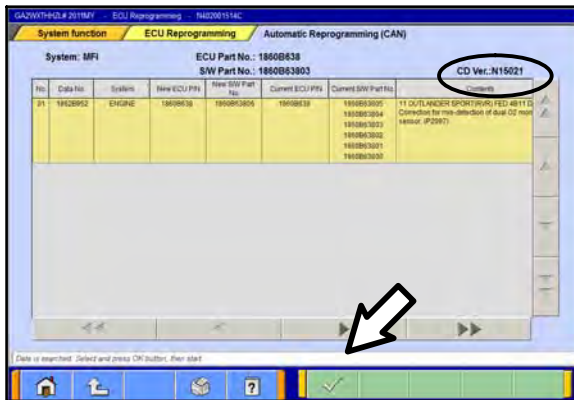 GA2WXTHHZL# 2011MY - ECU Reprogramming - N402001514C
System function ECU Reprogramming Automatic Reprogramming (CAN)
System: MFI ECU Part No.: 1860B638
S/W Part No.: 1860B63803 CD Ver.:N15021
No. Data No. System New ECU P/N New S/W Part No. Current ECU P/N Current S/W Part No. Contents
01 ENGINE 1860B638 1860B63806 1860B638 1860B63805 11 OUTLANDER SPORT(RVR) FED 4B11 D
1860B63804 Correction for mis-detection of dual O2 mon
1860B63803 sensor. (P2097)
1860B63802
1860B63801
1860B63800
Data is searched. Select and press OK button, then start
?